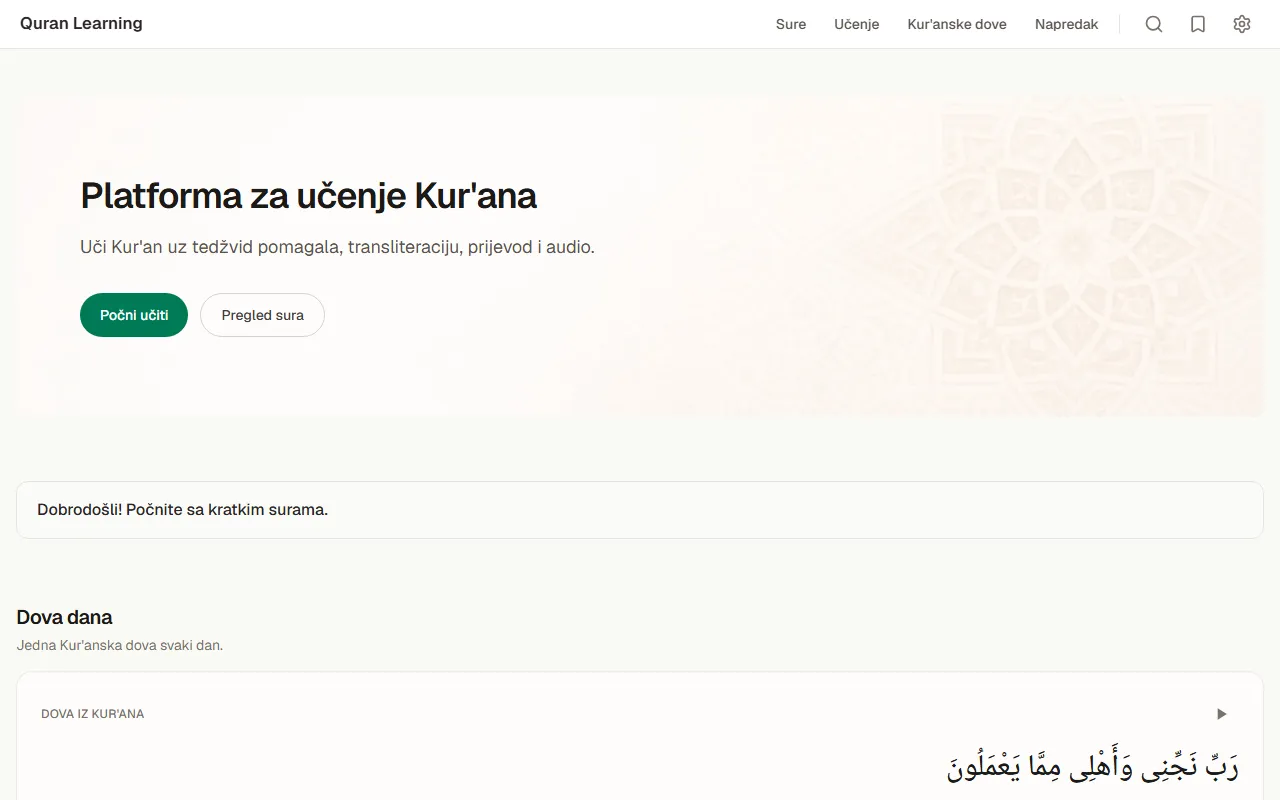 Quran Learning
Sure
Učenje
Kur'anske dove
Napredak
Platforma za učenje Kur'ana
Uči Kur'an uz tedžvid pomagala, transliteraciju, prijevod i audio.
Počni učiti
Pregled sura
Dobrodošli! Počnite sa kratkim surama.
Dova dana
Jedna Kur'anska dova svaki dan.
DOVA IZ KUR'ANA
رَبِّ نَجِّنِى وَأَهْلِى مِمَّا يَعْمَلُونَ